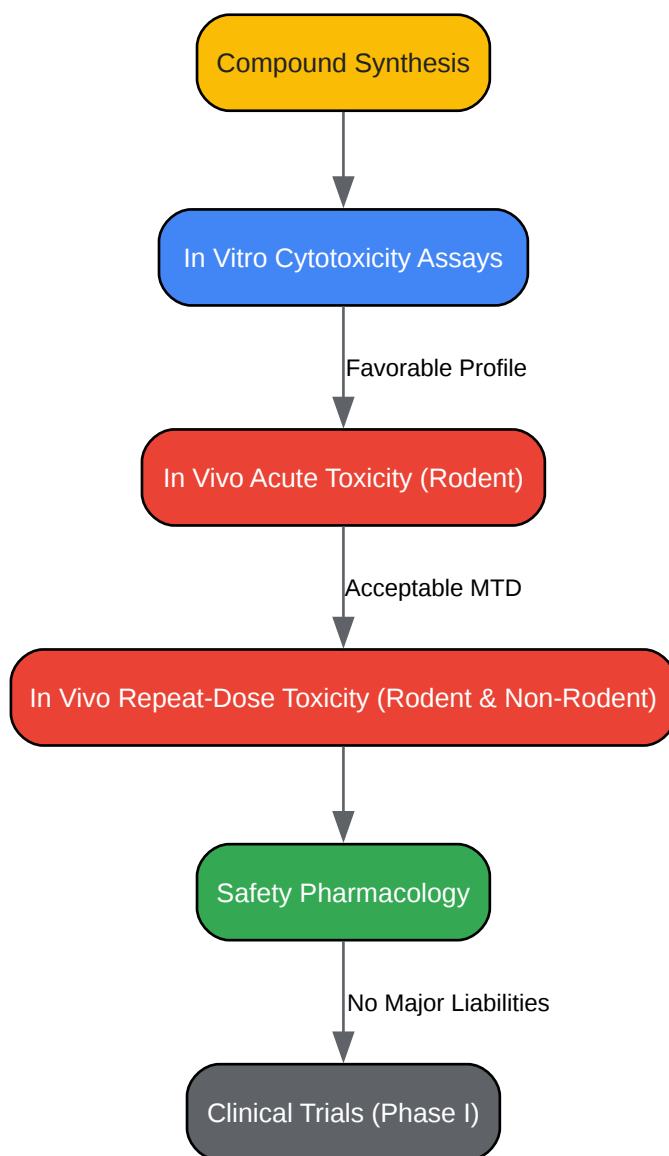 Compound Synthesis
In Vitro Cytotoxicity Assays
Favorable Profile
In Vivo Acute Toxicity (Rodent)
Acceptable MTD
In Vivo Repeat-Dose Toxicity (Rodent & Non-Rodent)
Safety Pharmacology
No Major Liabilities
Clinical Trials (Phase I)